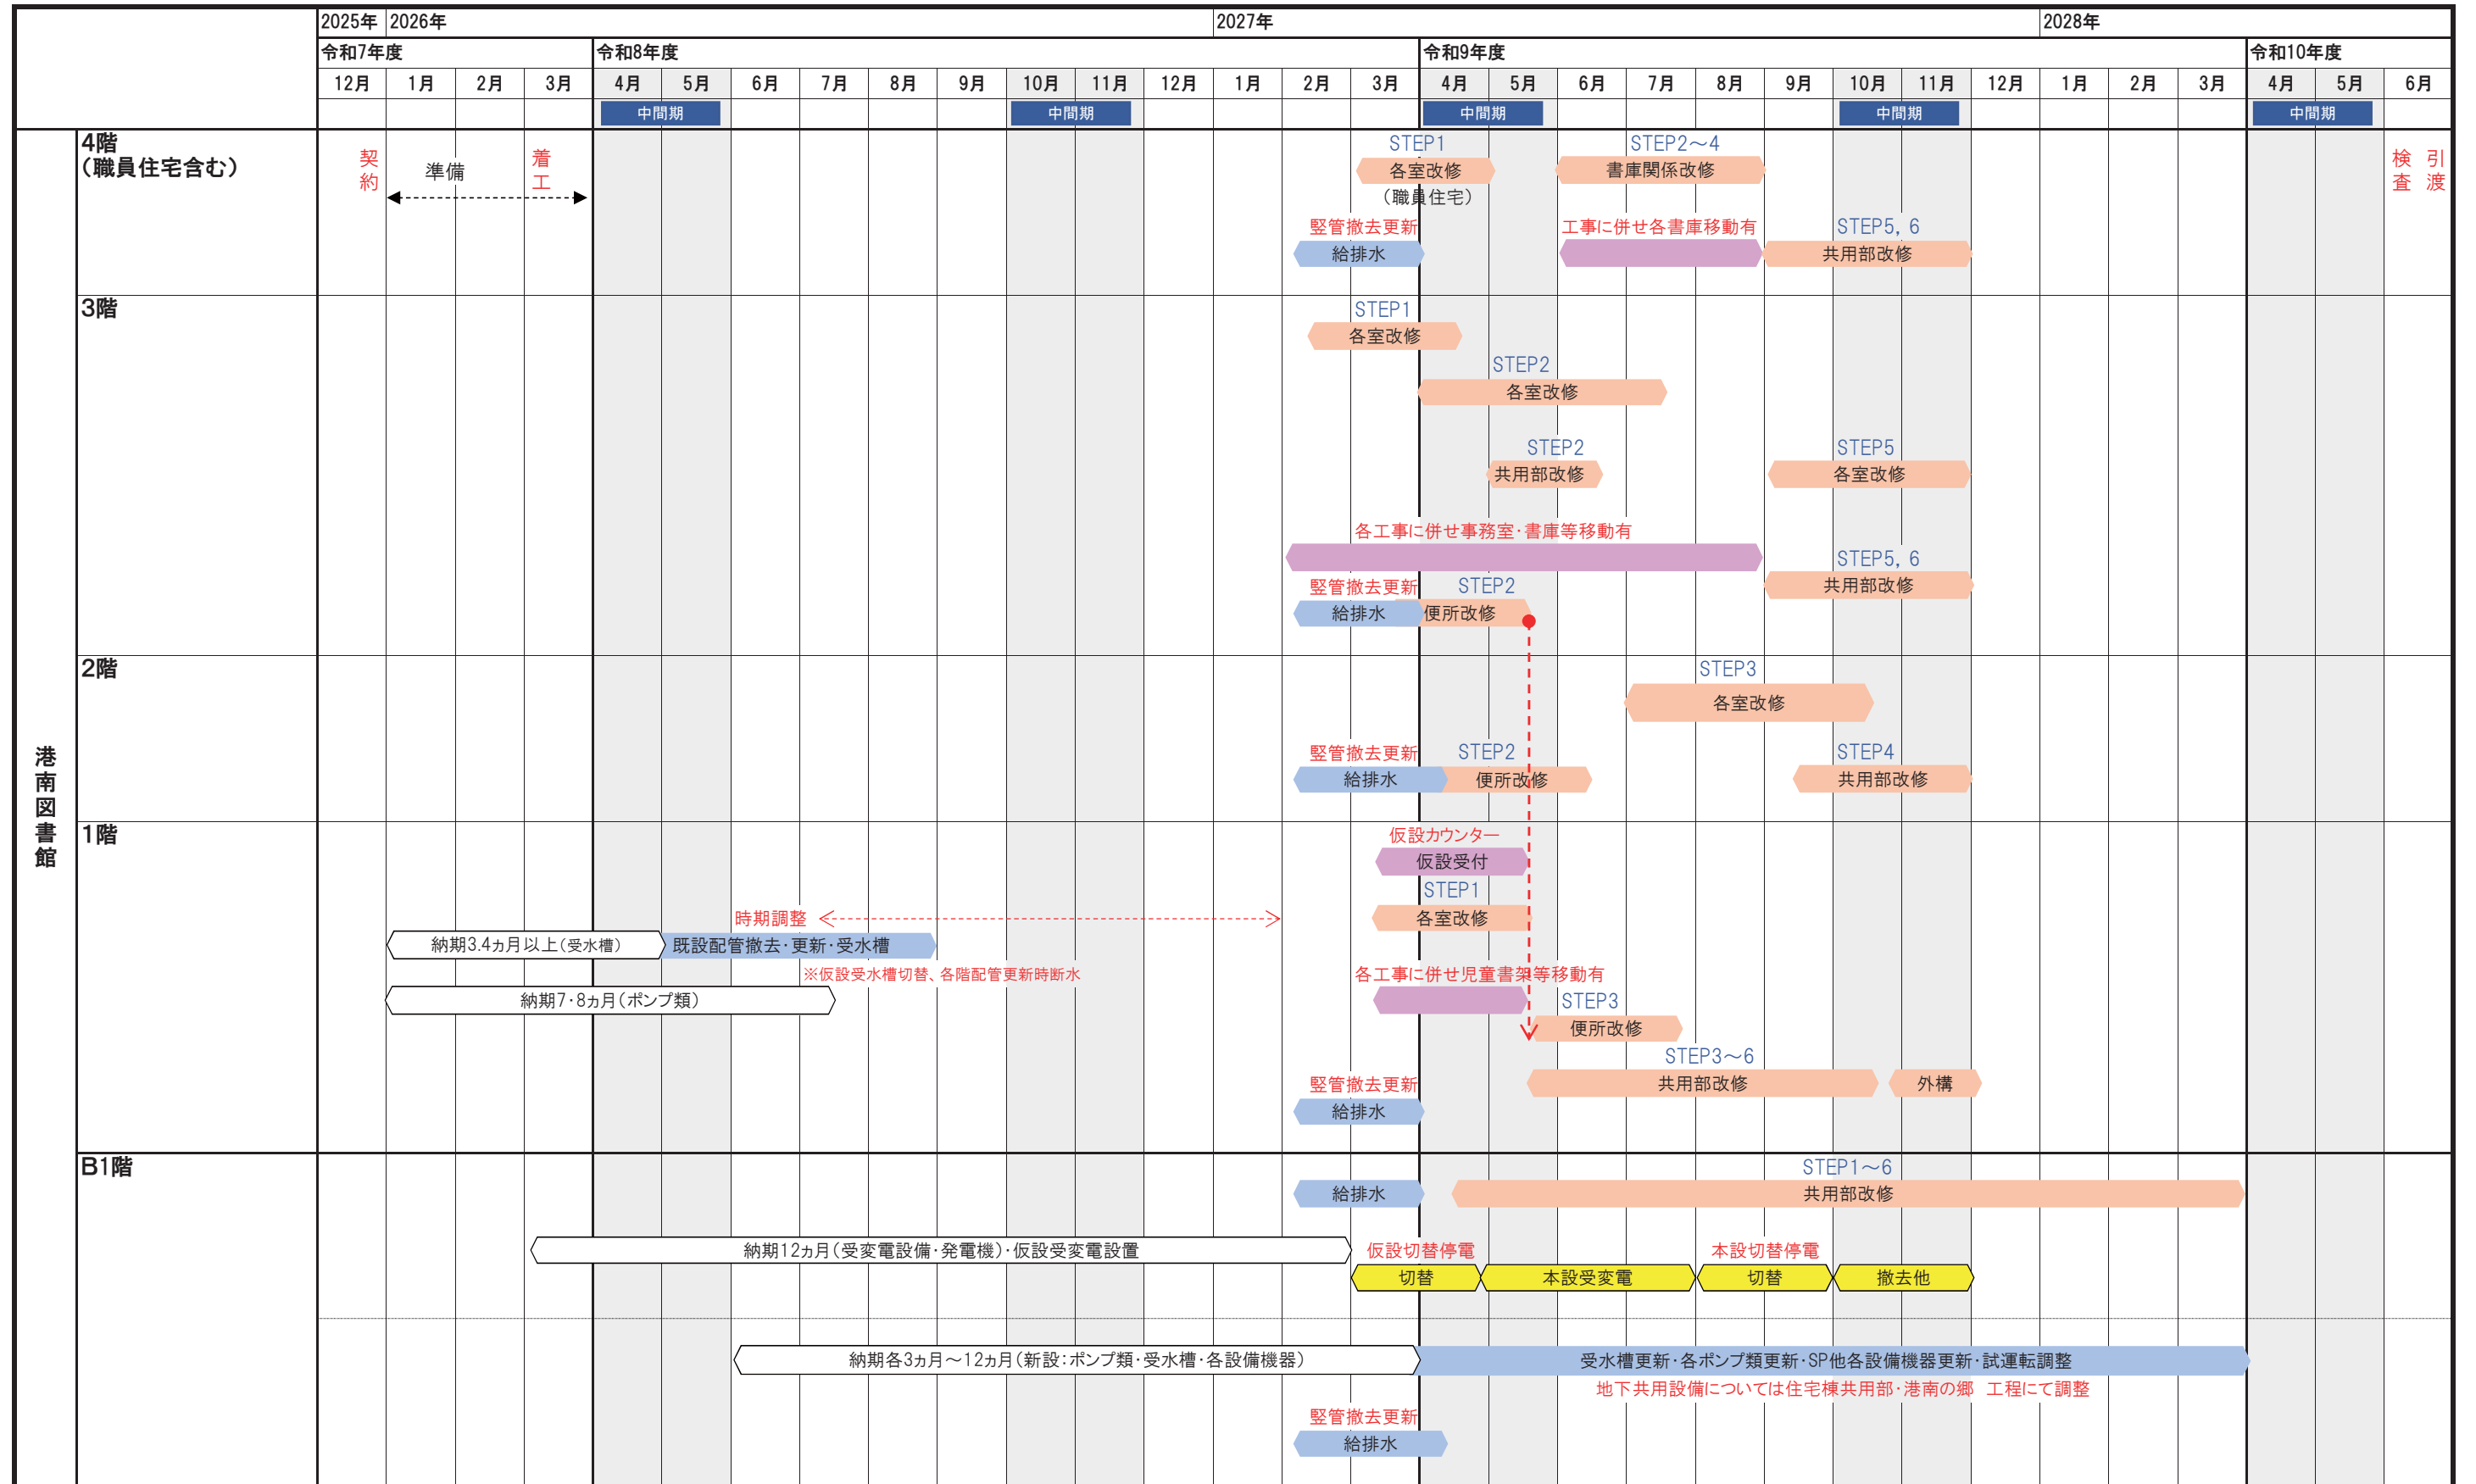 2025年 2026年 2027年 2028年
令和7年度 令和8年度 令和9年度 令和10年度
12月 1月 2月 3月 4月 5月 6月 7月 8月 9月 10月 11月 12月 1月 2月 3月 4月 5月 6月 7月 8月 9月 10月 11月 12月 1月 2月 3月 4月 5月 6月
中間期 中間期 中間期 中間期 中間期
港南図書館
4階
(職員住宅含む)
契約
準備
着工
STEP1
各室改修
(職員住宅)
STEP2～4
書庫関係改修
検査
引渡
竪管撤去更新
給排水
工事に併せ各書庫移動有
STEP5, 6
共用部改修
3階
STEP1
各室改修
STEP2
各室改修
STEP2
共用部改修
STEP5
各室改修
各工事に併せ事務室・書庫等移動有
STEP5, 6
共用部改修
竪管撤去更新
給排水
STEP2
便所改修
2階
STEP3
各室改修
竪管撤去更新
給排水
STEP2
便所改修
STEP4
共用部改修
1階
仮設カウンター
仮設受付
STEP1
各室改修
時期調整
納期3.4ヵ月以上(受水槽)
既設配管撤去・更新・受水槽
※仮設受水槽切替、各階配管更新時断水
納期7・8ヵ月(ポンプ類)
各工事に併せ児童書架等移動有
STEP3
便所改修
STEP3～6
共用部改修
外構
竪管撤去更新
給排水
B1階
給排水
STEP1～6
共用部改修
納期12ヵ月(受変電設備・発電機)・仮設受変電設置
仮設切替停電
切替
本設受変電
本設切替停電
切替
撤去他
納期各3ヵ月～12ヵ月(新設：ポンプ類・受水槽・各設備機器)
受水槽更新・各ポンプ類更新・SP他各設備機器更新・試運転調整
地下共用設備については住宅棟共用部・港南の郷　工程にて調整
竪管撤去更新
給排水